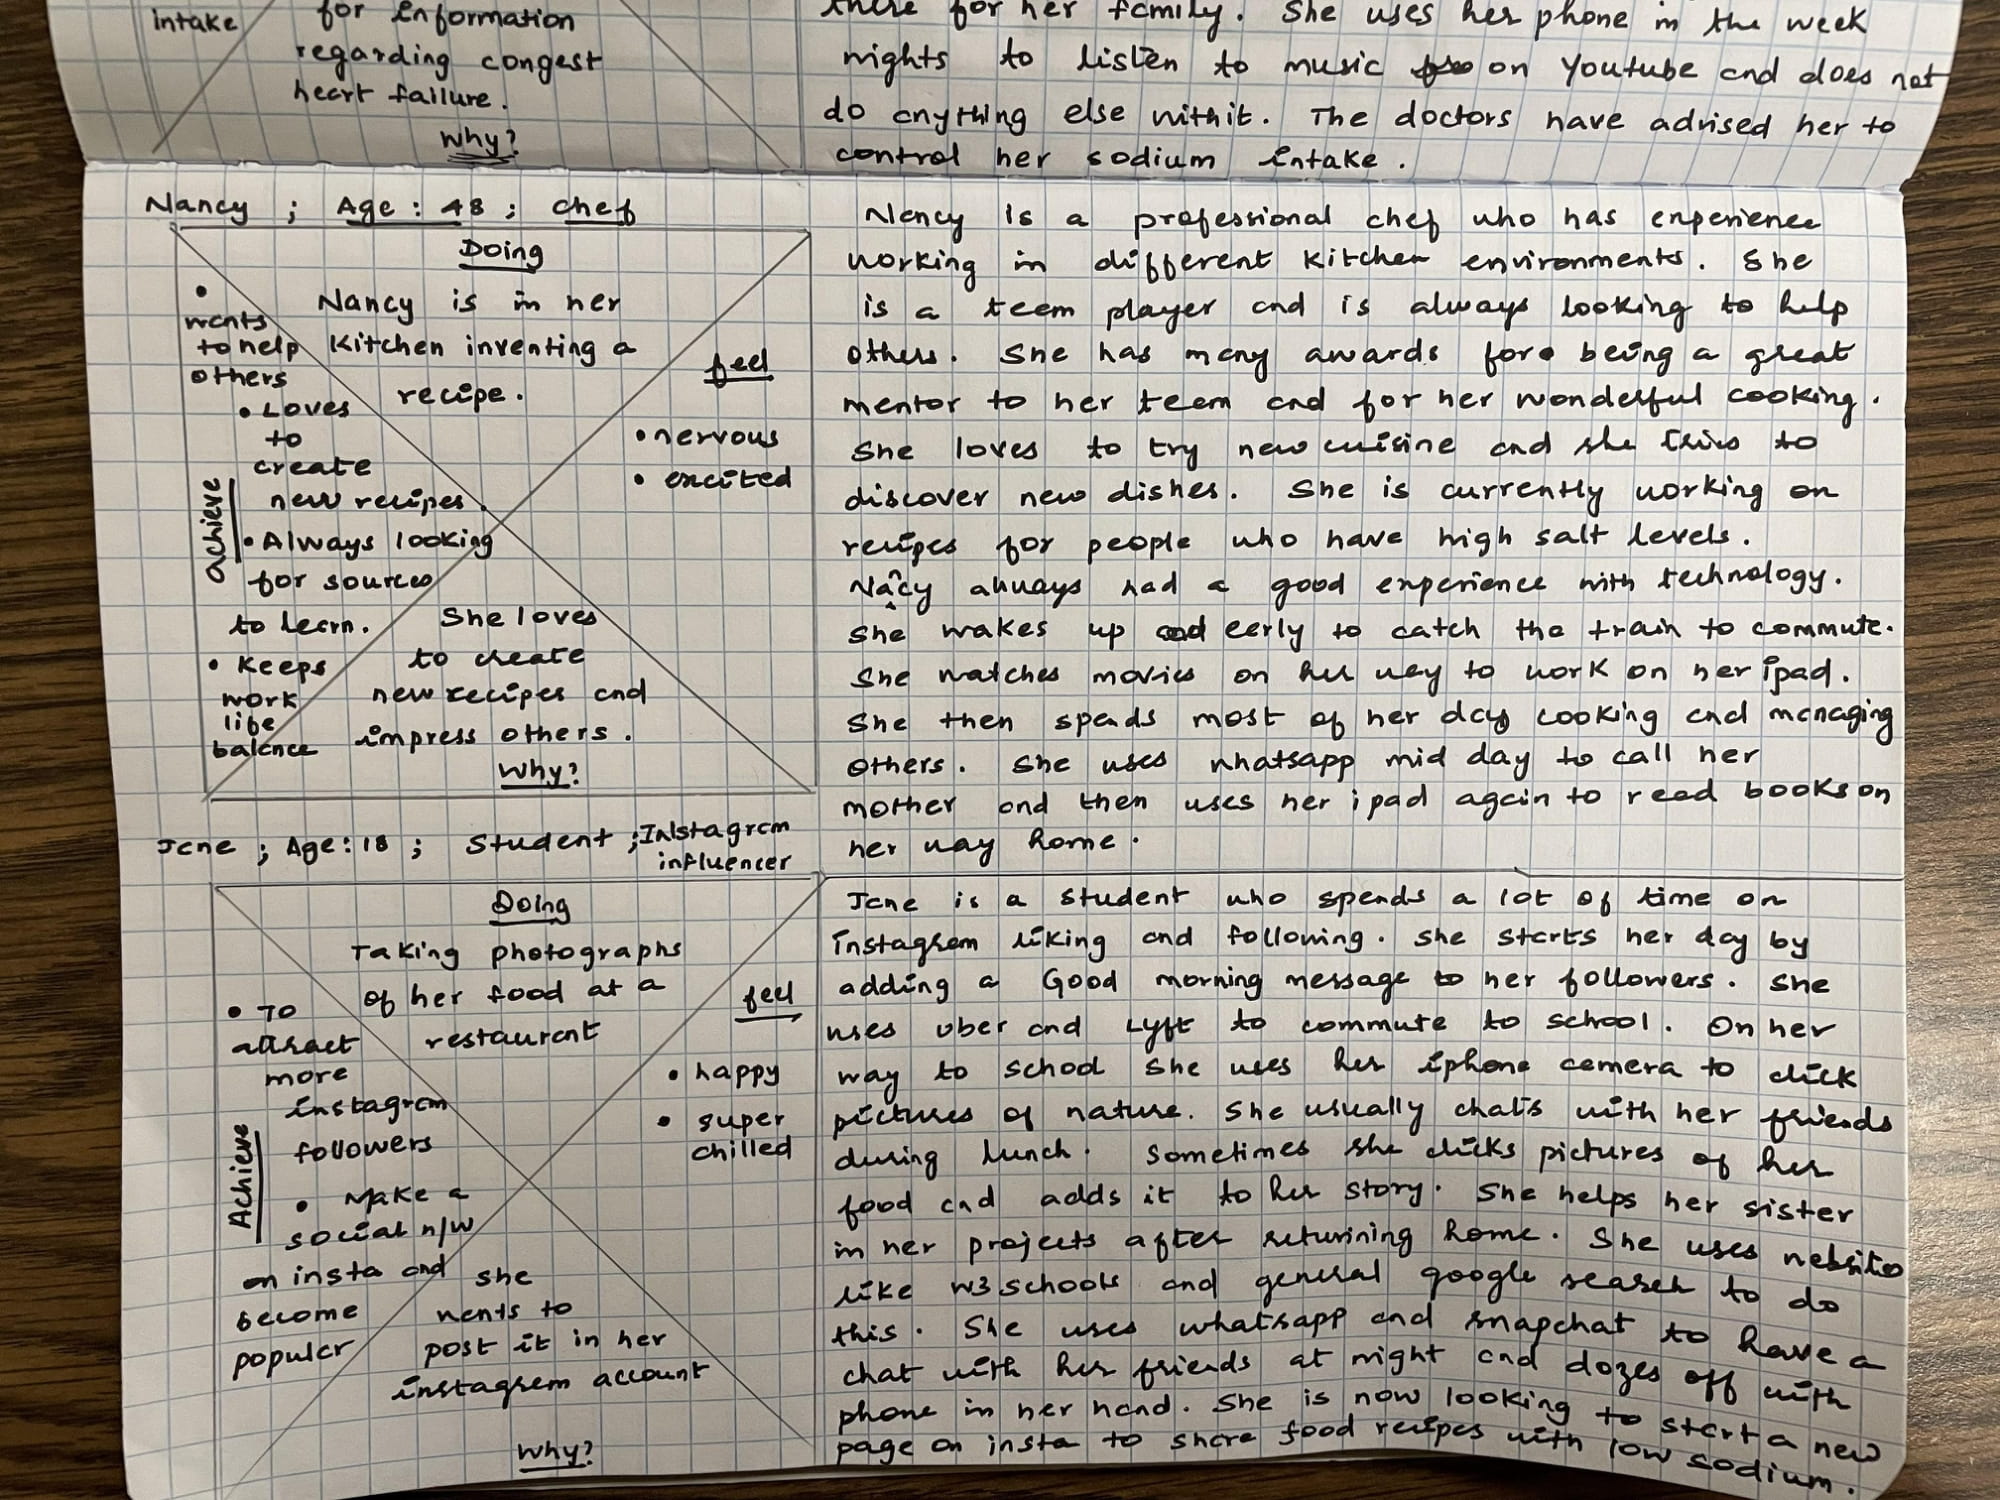 intake
for information
regarding congest
heart failure.
Why?
there for her family. She uses her phone in the week
nights to listen to music on Youtube and does not
do anything else with it. The doctors have advised her to
control her sodium intake.
Nancy ; Age : 48 ; chef
Doing
Nancy is in her
Kitchen inventing a
recipe.
feel
• nervous
• excited
achieve
• wants
to help
others
• Loves
to
create
new recipes
• Always looking
for sources
to learn.
• Keeps
work
life
balance
She loves
to create
new recipes and
impress others.
Why?
Nancy is a professional chef who has experience
working in different kitchen environments. She
is a team player and is always looking to help
others. She has many awards for being a great
mentor to her team and for her wonderful cooking.
She loves to try new cuisine and she tries to
discover new dishes. She is currently working on
recipes for people who have high salt levels.
Nacy always had a good experience with technology.
She wakes up early to catch the train to commute.
She watches movies on her way to work on her ipad.
She then spends most of her day cooking and managing
others. She uses whatsapp mid day to call her
mother and then uses her ipad again to read books on
her way home.
Jane ; Age : 18 ; Student ; Instagram
influencer
Doing
Taking photographs
of her food at a
restaurant
feel
• happy
• super
chilled
Achieve
• To
attract
more
instagram
followers
• Make a
social n/w
on insta and
become
popular
she
wents to
post it in her
instagram account
Why?
Jane is a student who spends a lot of time on
instagram liking and following. She starts her day by
adding a Good morning message to her followers. She
uses uber and Lyft to commute to school. On her
way to school she uses her iphone camera to click
pictures of nature. She usually chats with her friends
during lunch. Sometimes she clicks pictures of her
food and adds it to her story. She helps her sister
in her projects after returining home. She uses websites
like w3schools and general google search to do
this. She uses whatsapp and snapchat to have a
chat with her friends at night and dozes off with
phone in her hand. She is now looking to start a new
page on insta to share food recipes with low sodium.